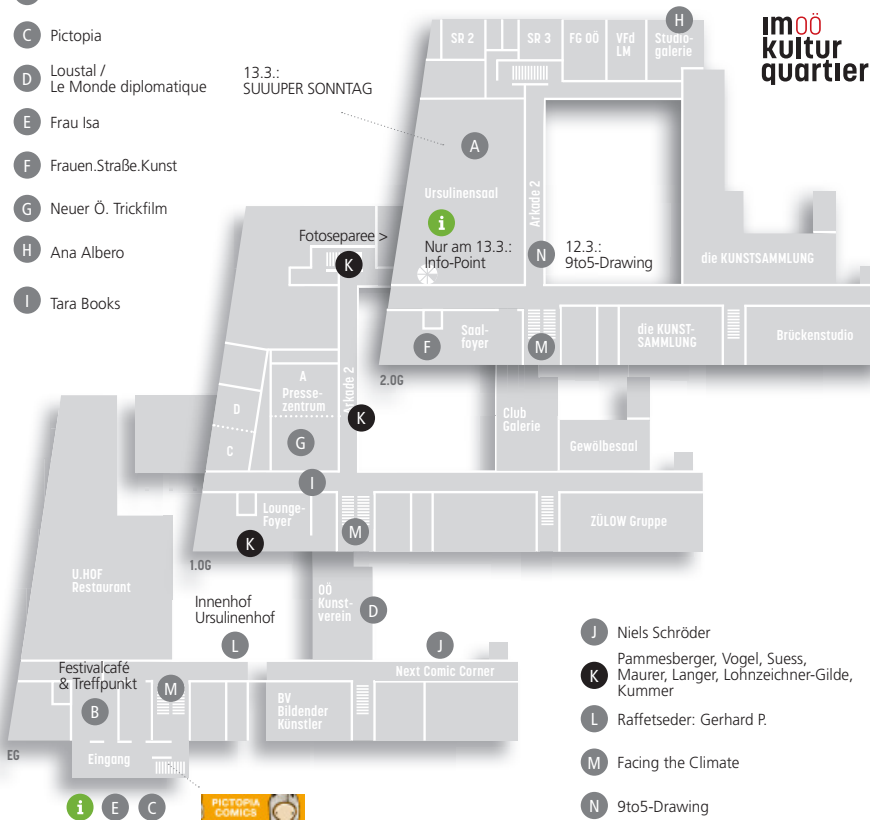 C Pictopia
D Loustal /
Le Monde diplomatique
E Frau Isa
F Frauen.Straße.Kunst
G Neuer Ö. Trickfilm
H Ana Albero
I Tara Books
13.3.:
SUUUPER SONNTAG
im OÖ
kultur
quartier
H
SR 2
SR 3
FG OÖ
VFd
LM
Studio-
galerie
A
Ursulinensaal
i
Nur am 13.3.:
Info-Point
Arkade 2
N
12.3.:
9to5-Drawing
die KUNSTSAMMLUNG
F
Saal-
foyer
M
die KUNST-
SAMMLUNG
Brückenstudio
2.OG
Fotoseparee >
K
Arkade 2
A
Presse-
zentrum
D
C
G
K
I
Club
Galerie
Gewölbesaal
Lounge-
Foyer
K
M
ZÜLOW Gruppe
1.OG
U.HOF
Restaurant
Innenhof
Ursulinenhof
L
OÖ
Kunst-
verein
D
J
Next Comic Corner
Festivalcafé
& Treffpunkt
B
M
BV
Bildender
Künstler
EG
Eingang
i E C
PICTOPIA
COMICS
J Niels Schröder
K Pammesberger, Vogel, Suess,
Maurer, Langer, Lohnzeichner-Gilde,
Kummer
L Raffetseder: Gerhard P.
M Facing the Climate
N 9to5-Drawing